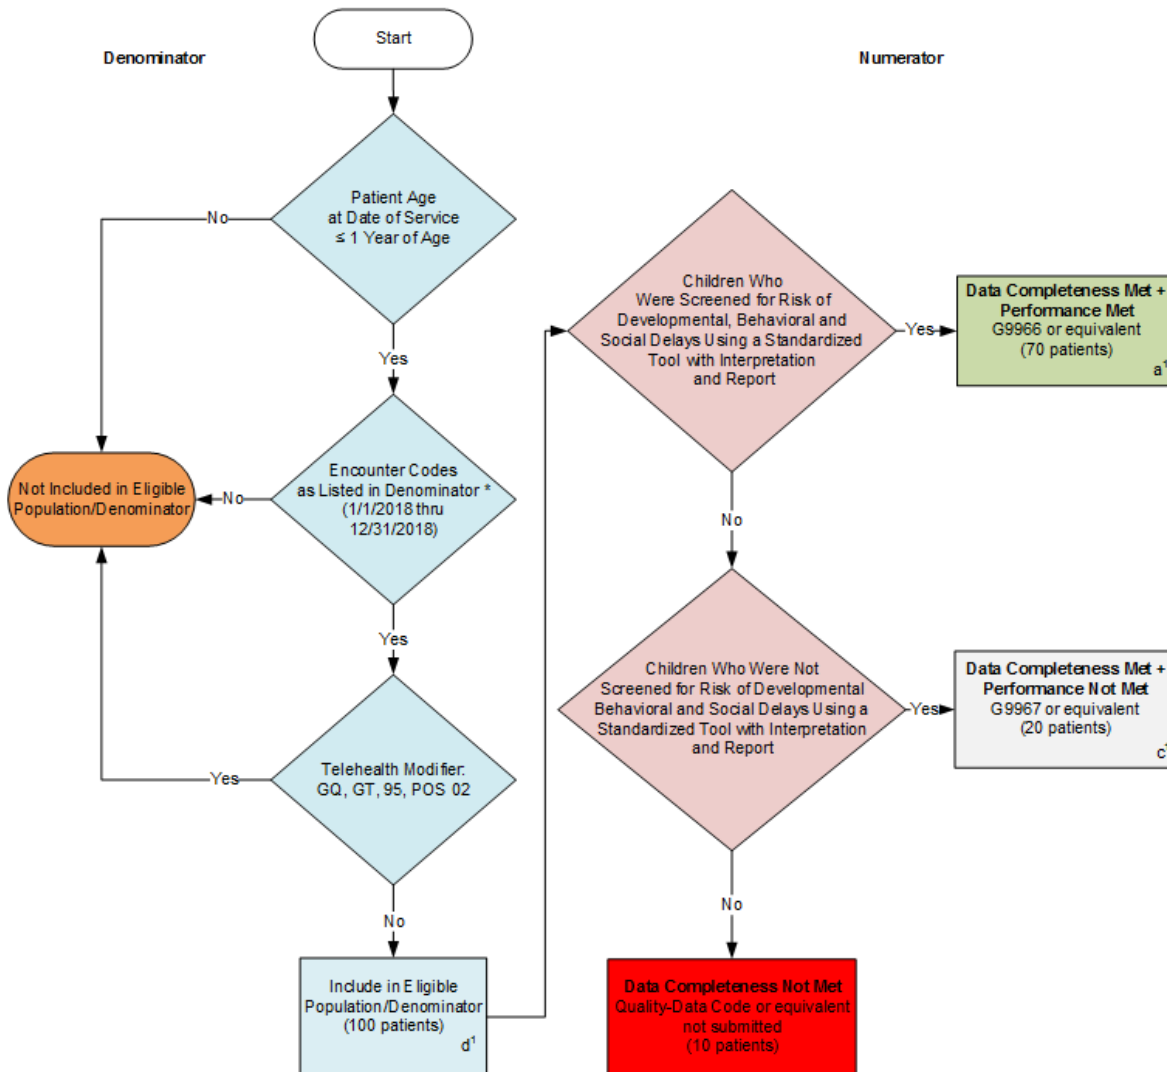 Denominator
Start
Numerator
Patient Age
at Date of Service
≤ 1 Year of Age
No
Yes
Encounter Codes
as Listed in Denominator *
(1/1/2018 thru
12/31/2018)
No
Not Included in Eligible
Population/Denominator
Yes
Telehealth Modifier:
GQ, GT, 95, POS 02
Yes
No
Include in Eligible
Population/Denominator
(100 patients)
d¹
Children Who
Were Screened for Risk of
Developmental, Behavioral and
Social Delays Using a Standardized
Tool with Interpretation
and Report
Yes
Data Completeness Met +
Performance Met
G9966 or equivalent
(70 patients)
a¹
No
Children Who Were Not
Screened for Risk of Developmental
Behavioral and Social Delays Using a
Standardized Tool with Interpretation
and Report
Yes
Data Completeness Met +
Performance Not Met
G9967 or equivalent
(20 patients)
c¹
No
Data Completeness Not Met
Quality-Data Code or equivalent
not submitted
(10 patients)